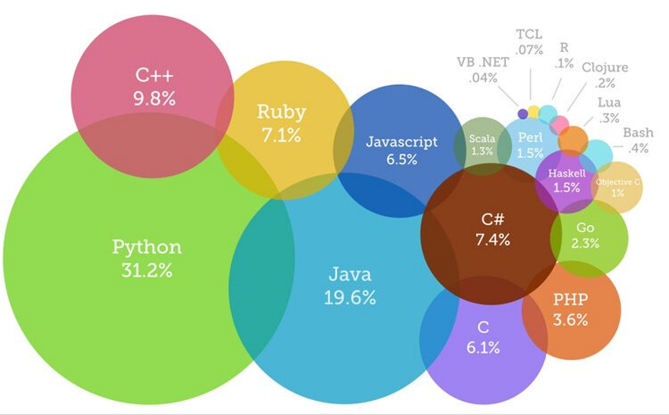 C++
9.8%
Ruby
7.1%
Javascript
6.5%
Python
31.2%
Java
19.6%
C#
7.4%
C
6.1%
PHP
3.6%
Go
2.3%
Scala
1.3%
Perl
1.5%
Haskell
1.5%
Objective C
1%
VB .NET
.04%
TCL
.07%
R
.1%
Clojure
.2%
Lua
.3%
Bash
.4%